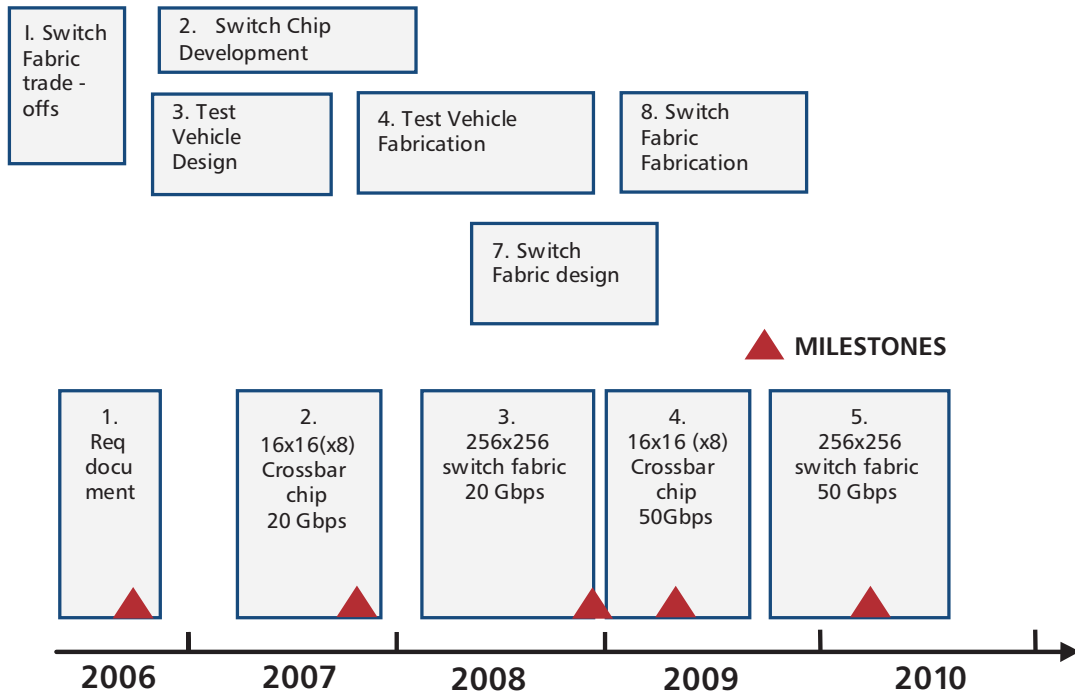 I. Switch
Fabric
trade -
offs
2. Switch Chip
Development
3. Test
Vehicle
Design
4. Test Vehicle
Fabrication
8. Switch
Fabric
Fabrication
7. Switch
Fabric design
MILESTONES
1.
Req
docu
ment
2.
16x16(x8)
Crossbar
chip
20 Gbps
3.
256x256
switch fabric
20 Gbps
4.
16x16 (x8)
Crossbar
chip
50Gbps
5.
256x256
switch fabric
50 Gbps
2006 2007 2008 2009 2010